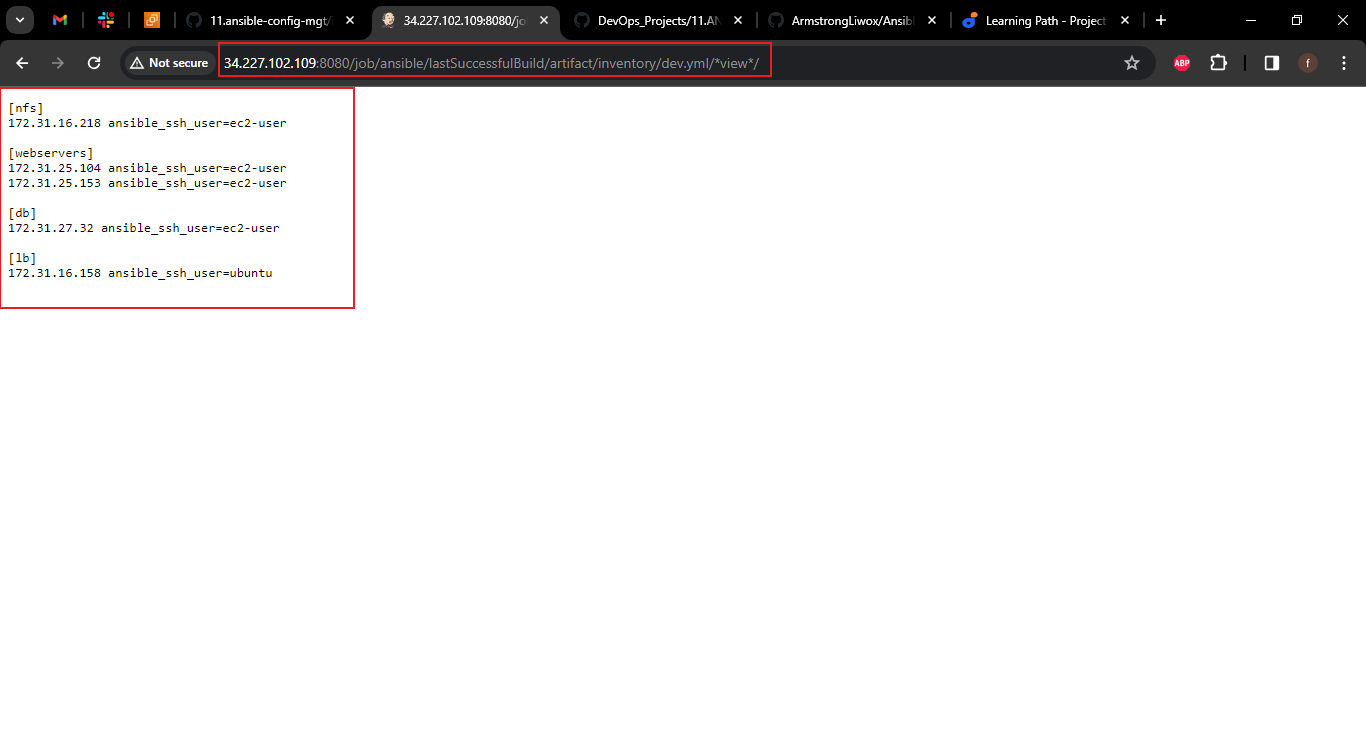 11.ansible-config-mgt/i
34.227.102.109:8080/jo
DevOps_Projects/11.AN
ArmstrongLiwox/Ansibl
Learning Path - Project
Not secure
34.227.102.109:8080/job/ansible/lastSuccessfulBuild/artifact/inventory/dev.yml/*view*/
ABP
f
[nfs]
172.31.16.218 ansible_ssh_user=ec2-user
[webservers]
172.31.25.104 ansible_ssh_user=ec2-user
172.31.25.153 ansible_ssh_user=ec2-user
[db]
172.31.27.32 ansible_ssh_user=ec2-user
[lb]
172.31.16.158 ansible_ssh_user=ubuntu